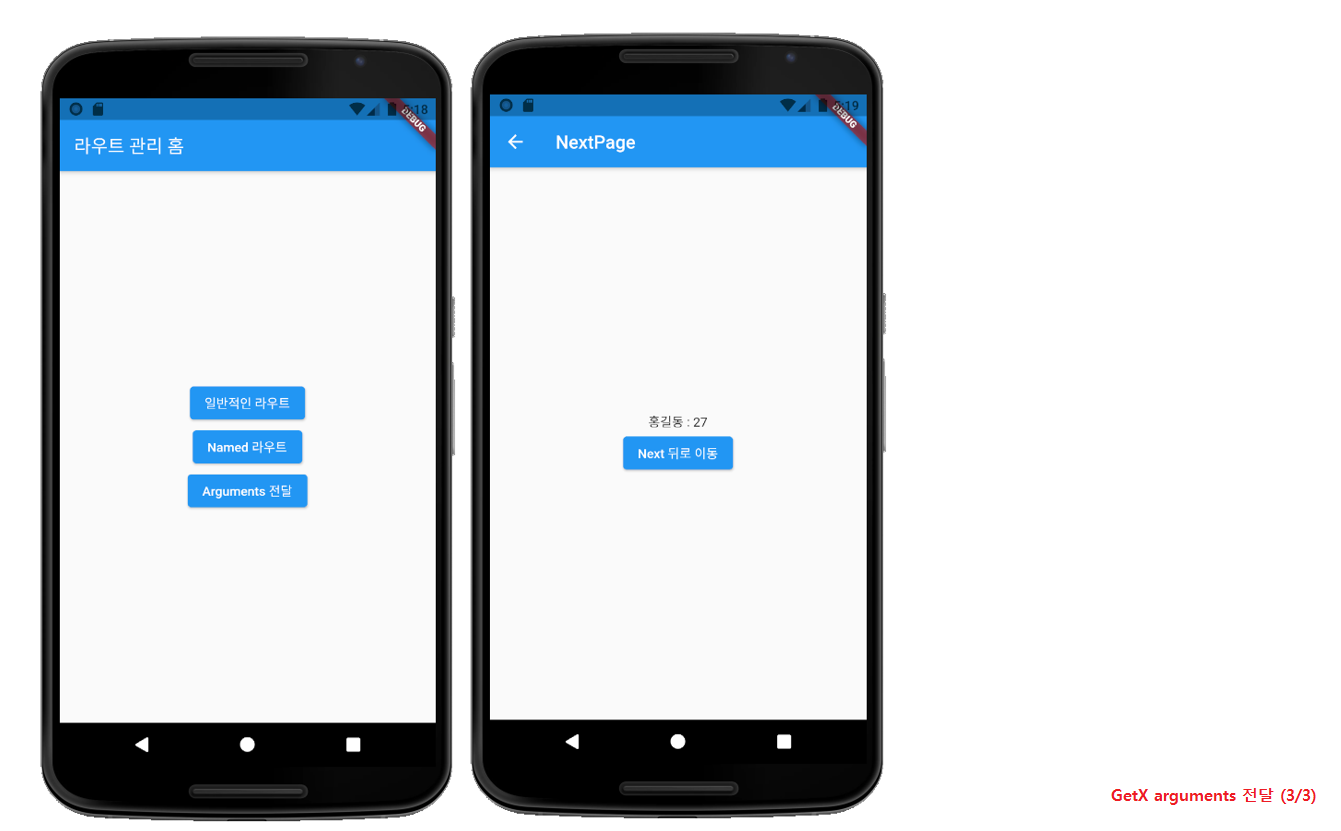 5:18
DEBUG
라우트 관리 홈
일반적인 라우트
Named 라우트
Arguments 전달
5:19
DEBUG
NextPage
홍길동 : 27
Next 뒤로 이동
GetX arguments 전달 (3/3)